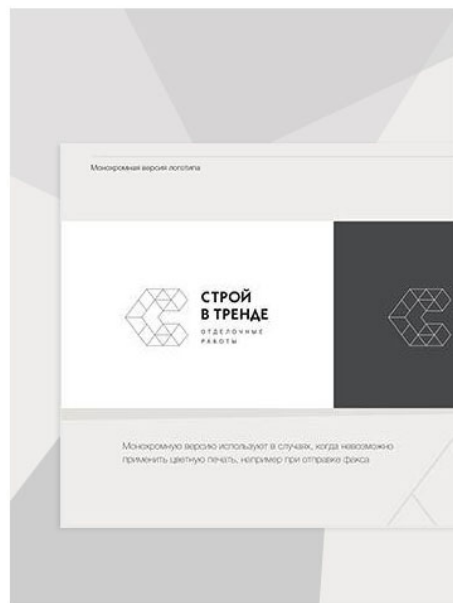 Монохромная версия логотипа
СТРОЙ
В ТРЕНДЕ
ОТДЕЛОЧНЫЕ
РАБОТЫ
Монохромную версию используют в случаях, когда невозможно
применить цветную печать, например при отправке факса